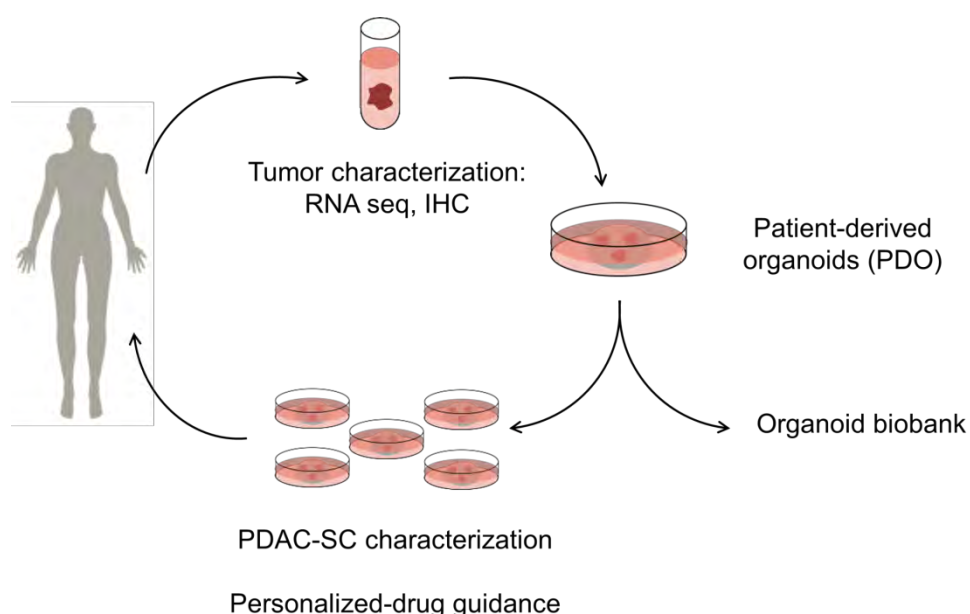 Tumor characterization:
RNA seq, IHC
Patient-derived
organoids (PDO)
Organoid biobank
PDAC-SC characterization
Personalized-drug guidance